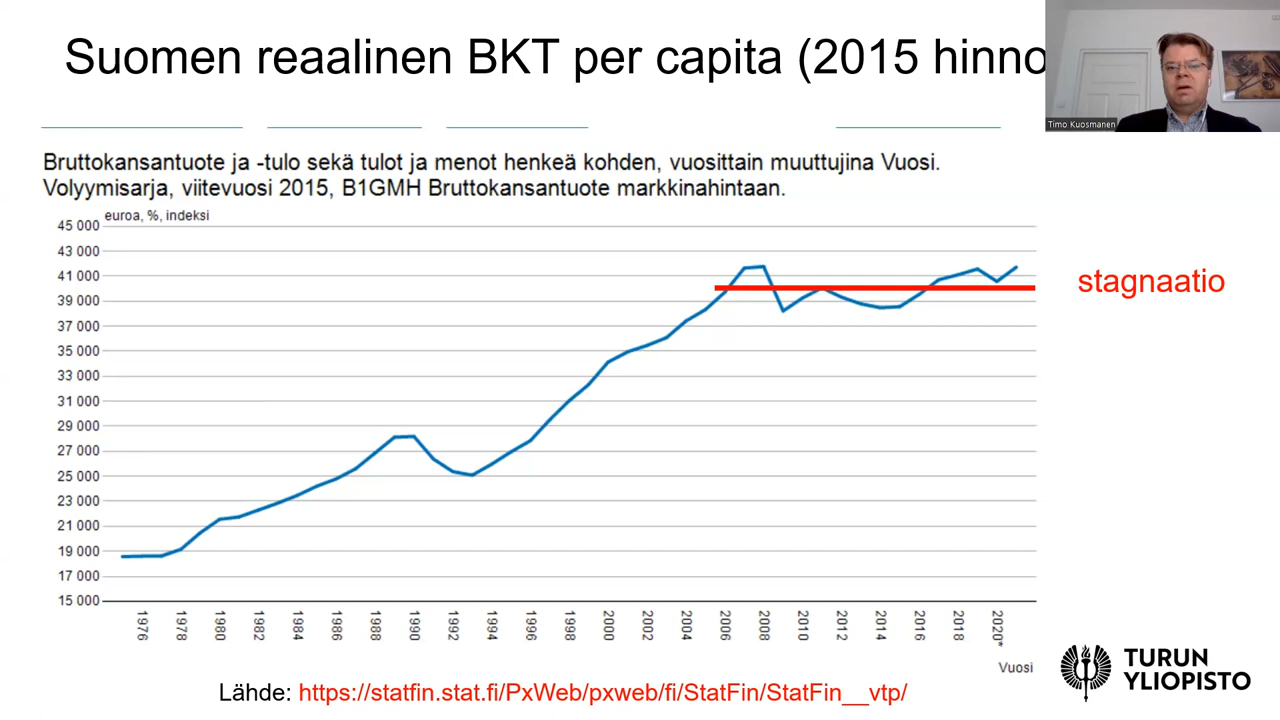 Suomen reaalinen BKT per capita (2015 hinno
Timo Kuosmanen
Bruttokansantuote ja -tulo sekä tulot ja menot henkeä kohden, vuosittain muuttujina Vuosi.
Volyymisarja, viitevuosi 2015, B1GMH Bruttokansantuote markkinahintaan.
euroa, %, indeksi
45 000
43 000
41 000
39 000
37 000
35 000
33 000
31 000
29 000
27 000
25 000
23 000
21 000
19 000
17 000
15 000
stagnaatio
1976 1978 1980 1982 1984 1986 1988 1990 1992 1994 1996 1998 2000 2002 2004 2006 2008 2010 2012 2014 2016 2018 2020*
Vuosi
Lähde: https://statfin.stat.fi/PxWeb/pxweb/fi/StatFin/StatFin__vtp/
TURUN
YLIOPISTO